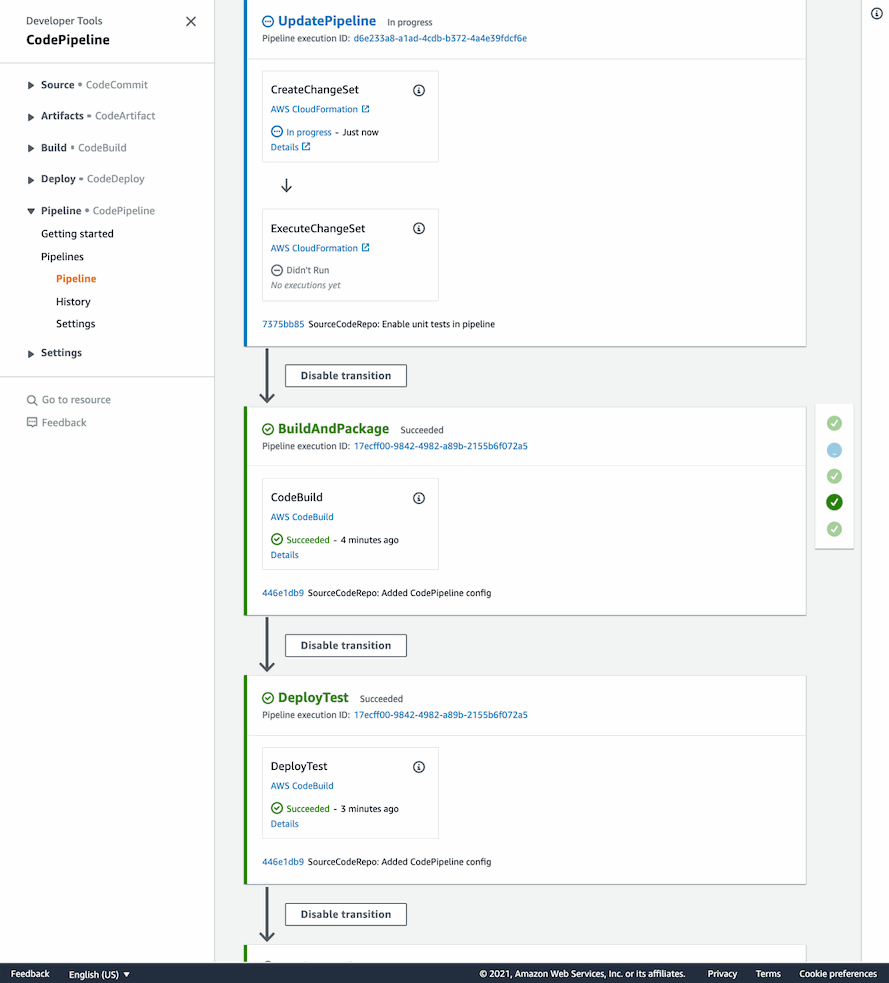 Developer Tools
CodePipeline
Source • CodeCommit
Artifacts • CodeArtifact
Build • CodeBuild
Deploy • CodeDeploy
Pipeline • CodePipeline
Getting started
Pipelines
Pipeline
History
Settings
Settings
Go to resource
Feedback
UpdatePipeline In progress
Pipeline execution ID: d6e233a8-a1ad-4cdb-b372-4a4e39fdcf6e
CreateChangeSet
AWS CloudFormation
In progress - Just now
Details
ExecuteChangeSet
AWS CloudFormation
Didn't Run
No executions yet
7375bb85 SourceCodeRepo: Enable unit tests in pipeline
Disable transition
BuildAndPackage Succeeded
Pipeline execution ID: 17ecff00-9842-4982-a89b-2155b6f072a5
CodeBuild
AWS CodeBuild
Succeeded - 4 minutes ago
Details
446e1db9 SourceCodeRepo: Added CodePipeline config
Disable transition
DeployTest Succeeded
Pipeline execution ID: 17ecff00-9842-4982-a89b-2155b6f072a5
DeployTest
AWS CodeBuild
Succeeded - 3 minutes ago
Details
446e1db9 SourceCodeRepo: Added CodePipeline config
Disable transition
Feedback English (US) © 2021, Amazon Web Services, Inc. or its affiliates. Privacy Terms Cookie preferences